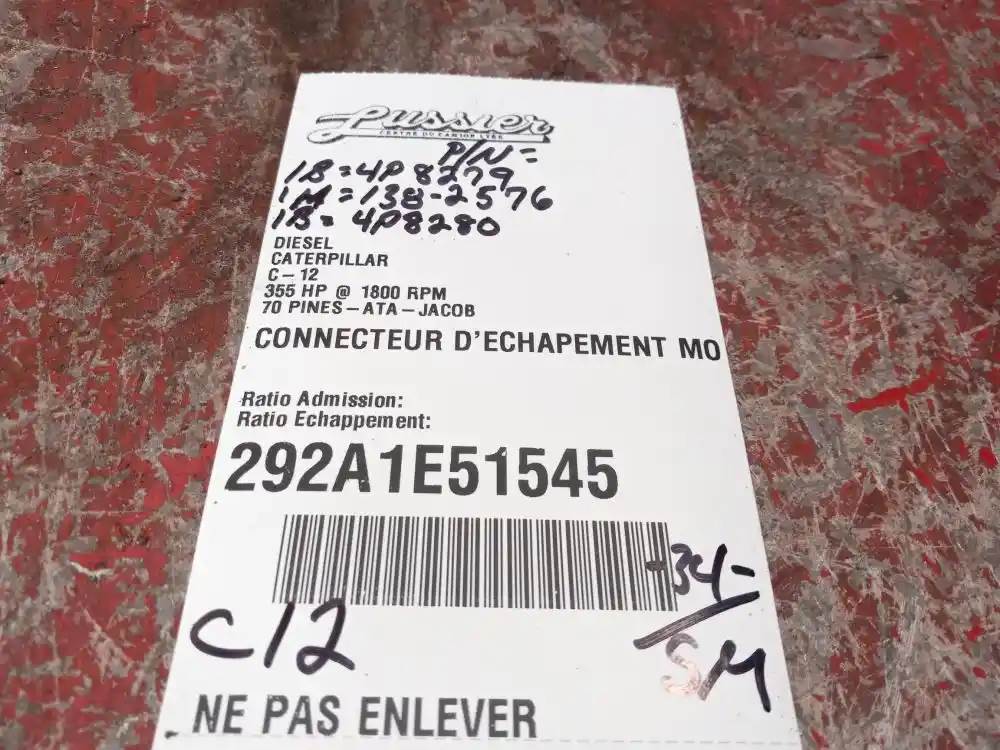 Lussier
CENTRE DU CAMION LTÉE
P/N =
1B = 4P8279
1M = 138-2576
1B = 4P8280
DIESEL
CATERPILLAR
C-12
355 HP @ 1800 RPM
70 PINES-ATA-JACOB
CONNECTEUR D'ECHAPEMENT MO
Ratio Admission:
Ratio Echappement:
292A1E51545
-34-
SM
C12
NE PAS ENLEVER